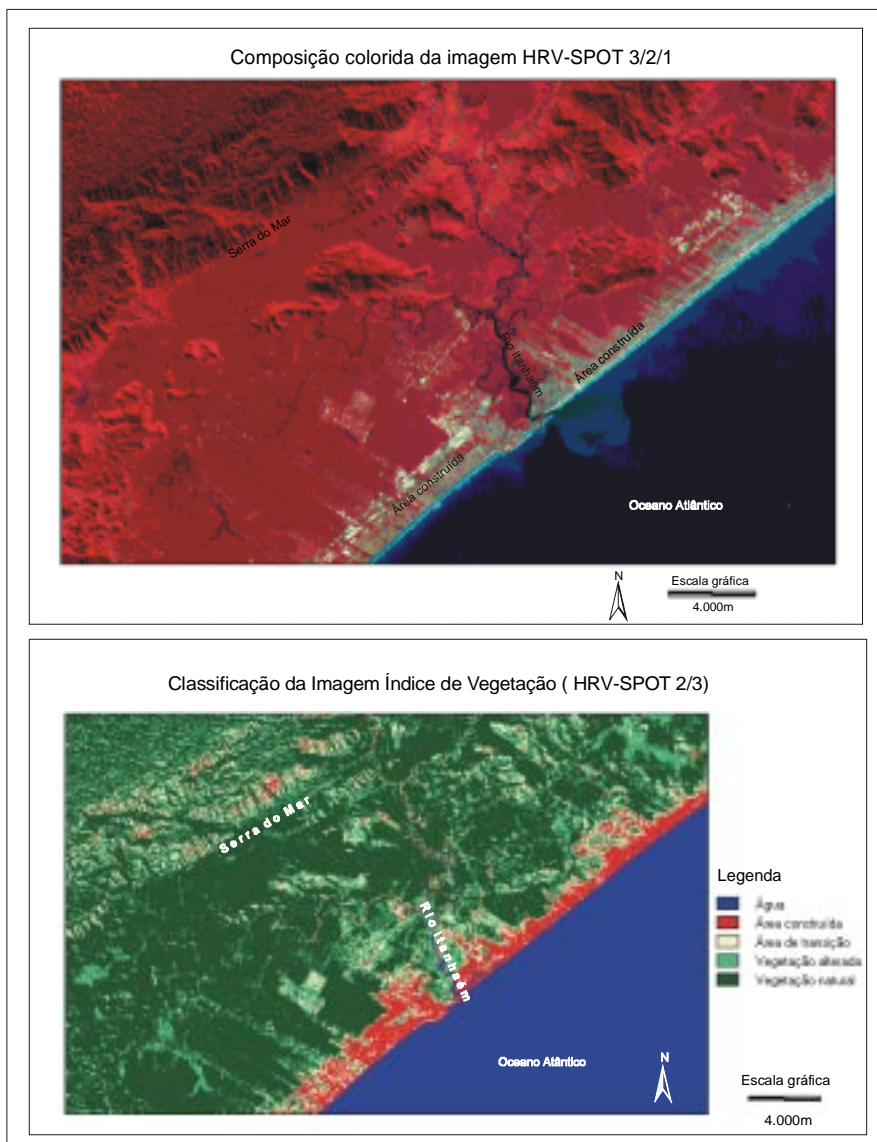 Composição colorida da imagem HRV-SPOT 3/2/1
Serra do Mar
Rio Itanhaém
Área construída
Área construída
Oceano Atlântico
N
Escala gráfica
4.000m
Classificação da Imagem Índice de Vegetação ( HRV-SPOT 2/3)
Serra do Mar
Rio Itanhaém
Oceano Atlântico
N
Legenda
Água
Área construída
Área de transição
Vegetação alterada
Vegetação natural
Escala gráfica
4.000m